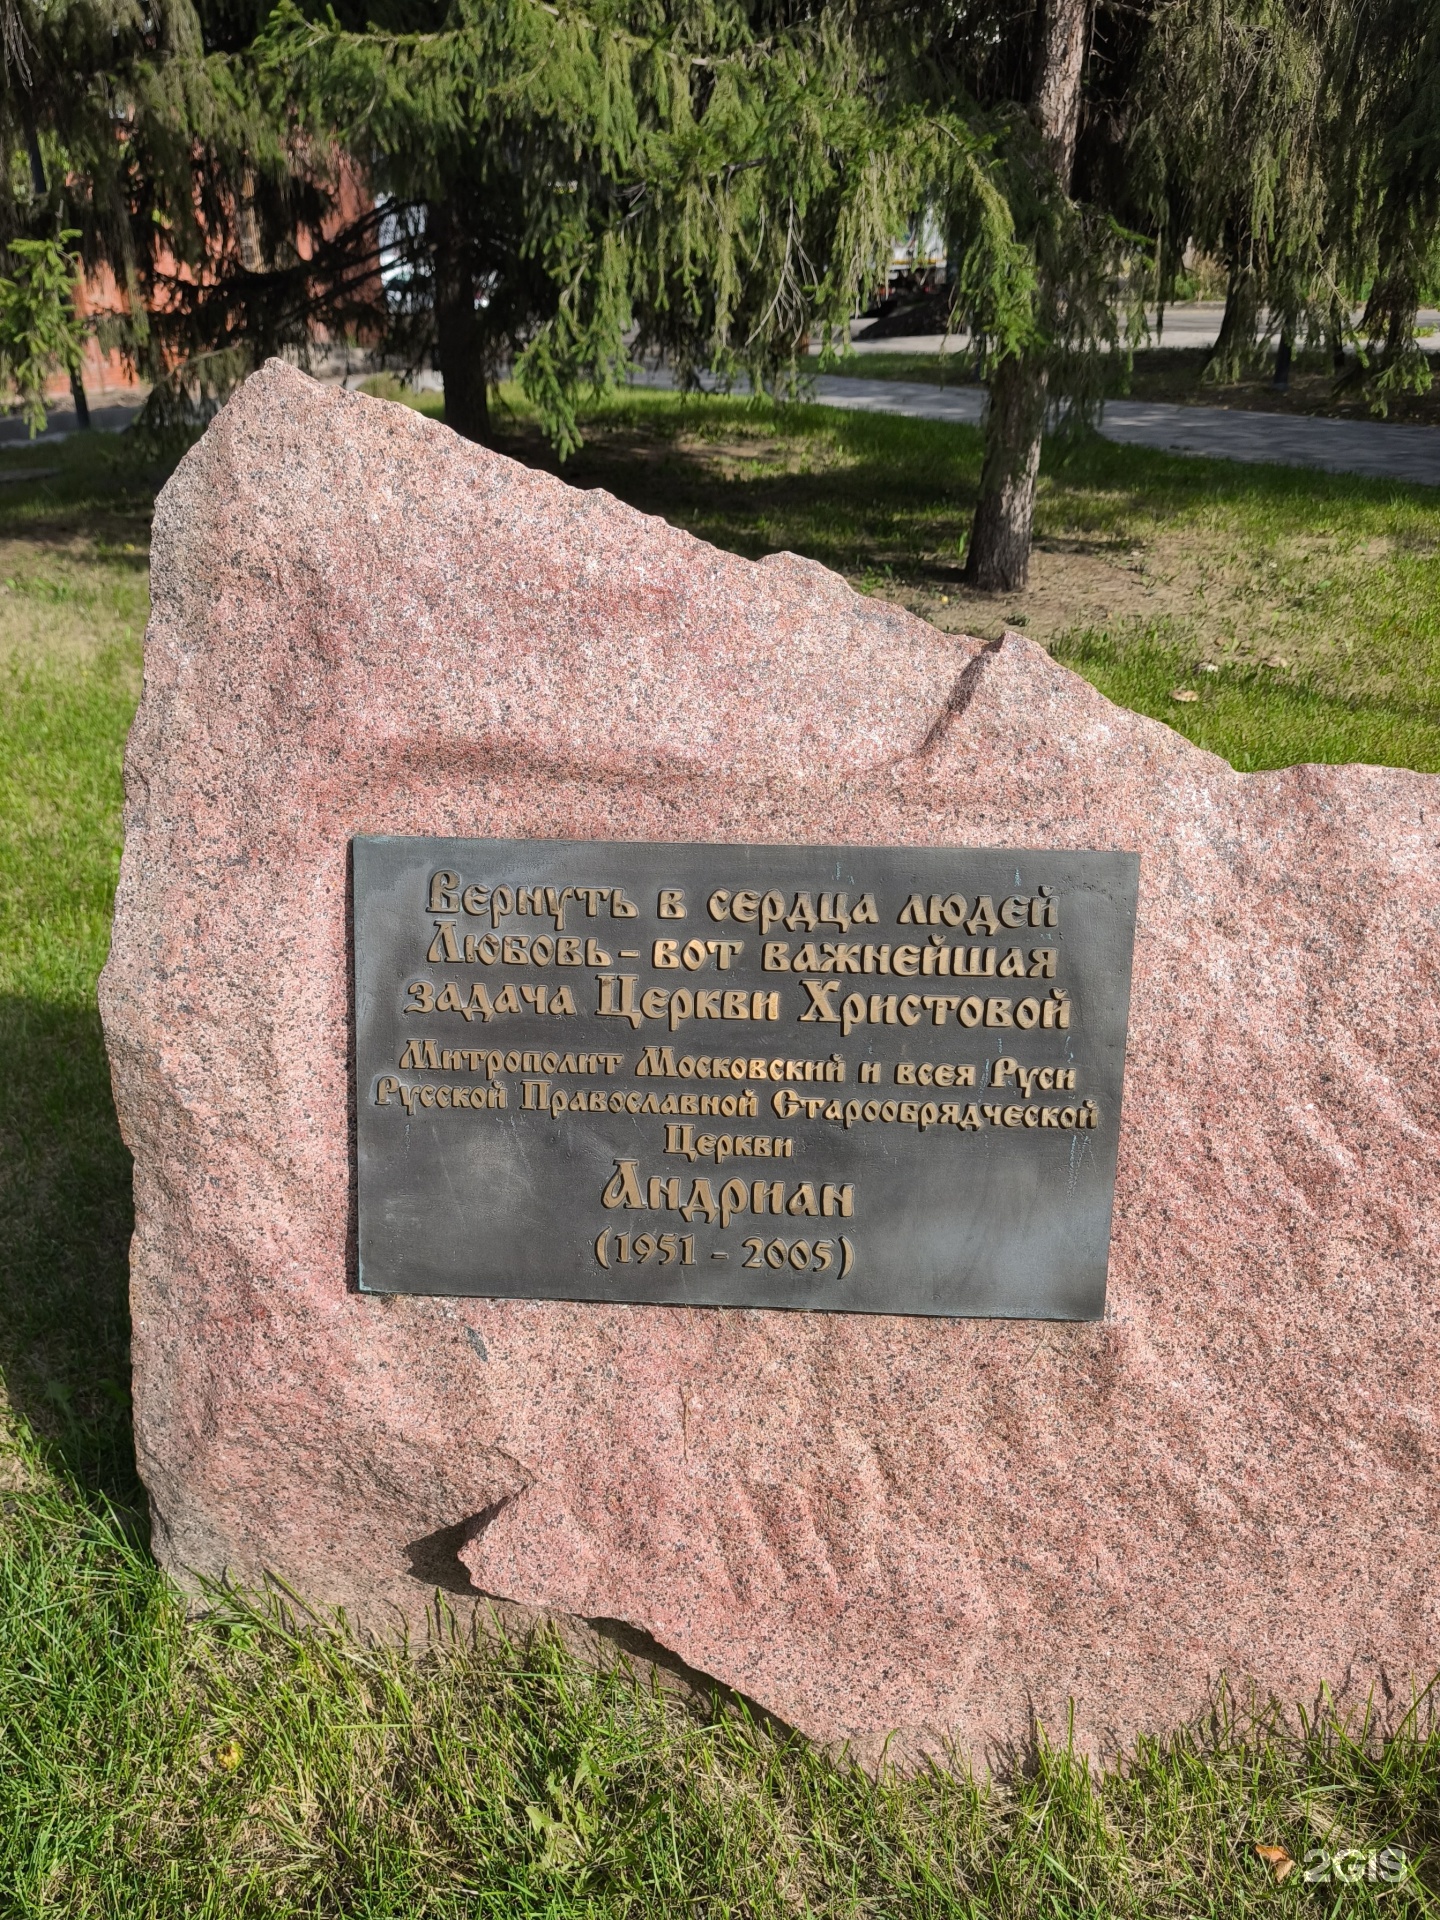 Вернуть в сердца людей
Любовь – вот важнейшая
задача Церкви Христовой
Митрополит Московский и всея Руси
Русской Православной Старообрядческой
Церкви
Андриан
(1951 – 2005)
2GIS